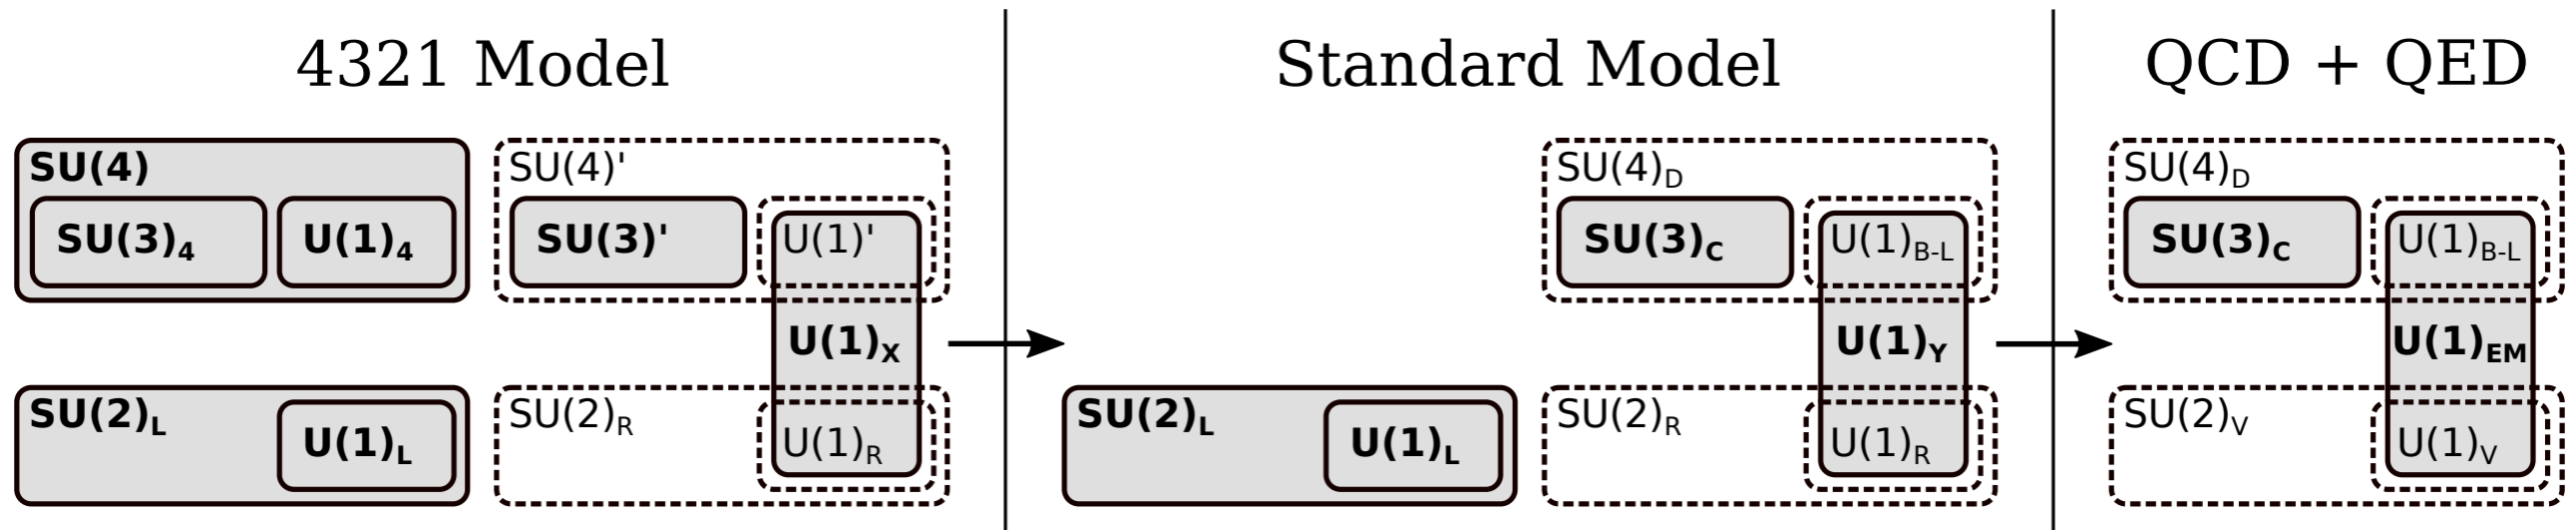 4321 Model
SU(4)
SU(3)₄
U(1)₄
SU(4)'
SU(3)'
U(1)'
U(1)X
SU(2)L
U(1)L
SU(2)R
U(1)R
Standard Model
SU(4)D
SU(3)C
U(1)B-L
U(1)Y
SU(2)L
U(1)L
SU(2)R
U(1)R
QCD + QED
SU(4)D
SU(3)C
U(1)B-L
U(1)EM
SU(2)V
U(1)V